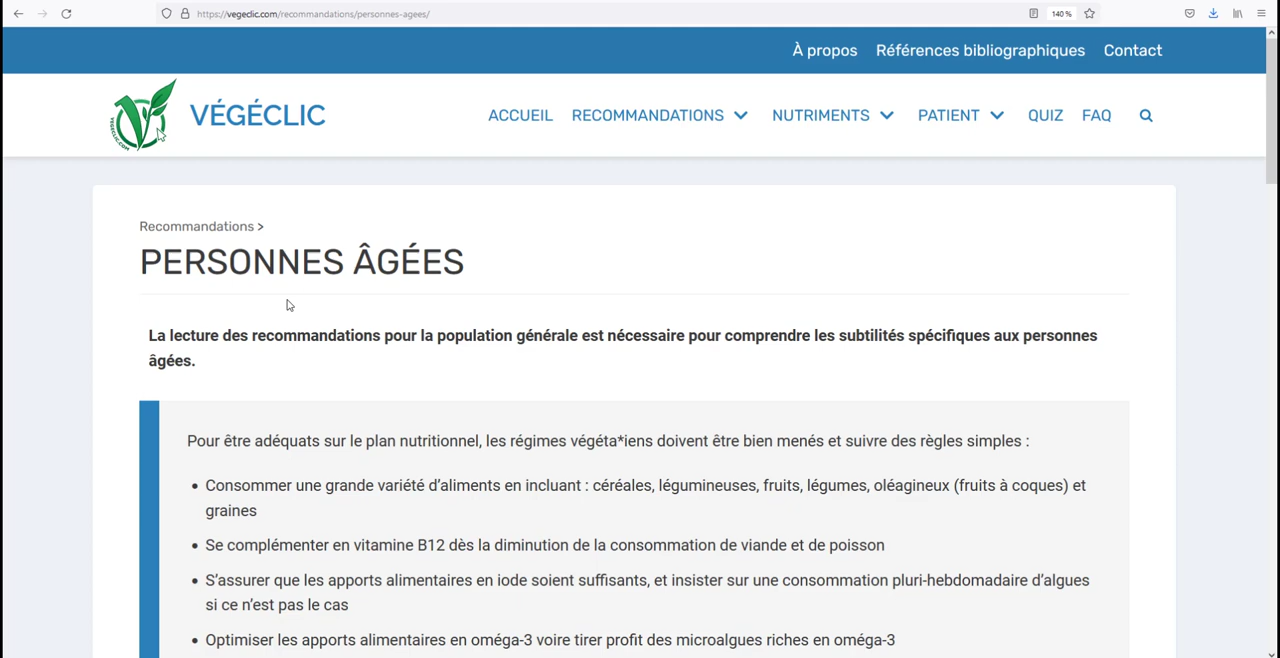 https://vegeclic.com/recommandations/personnes-agees/
140 %
À propos Références bibliographiques Contact
VEGECLIC.COM
VÉGÉCLIC
ACCUEIL RECOMMANDATIONS NUTRIMENTS PATIENT QUIZ FAQ
Recommandations >
PERSONNES ÂGÉES
La lecture des recommandations pour la population générale est nécessaire pour comprendre les subtilités spécifiques aux personnes
âgées.
Pour être adéquats sur le plan nutritionnel, les régimes végéta*iens doivent être bien menés et suivre des règles simples :
• Consommer une grande variété d’aliments en incluant : céréales, légumineuses, fruits, légumes, oléagineux (fruits à coques) et
graines
• Se complémenter en vitamine B12 dès la diminution de la consommation de viande et de poisson
• S’assurer que les apports alimentaires en iode soient suffisants, et insister sur une consommation pluri-hebdomadaire d’algues
si ce n’est pas le cas
• Optimiser les apports alimentaires en oméga-3 voire tirer profit des microalgues riches en oméga-3